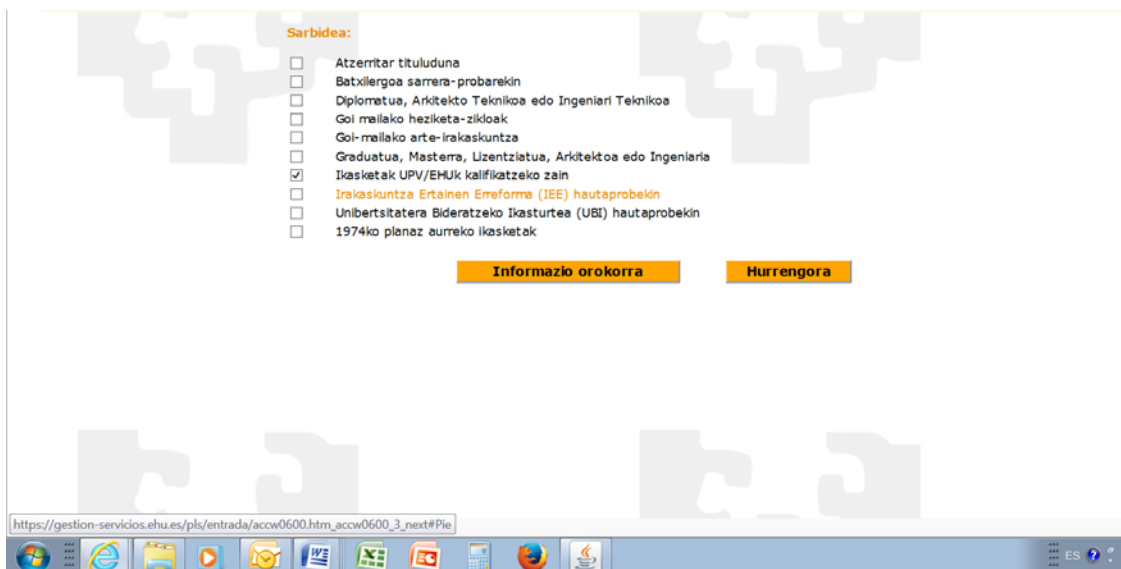 Sarbidea:
Atzerritar tituluduna
Batxilergoa sarrera-probarekin
Diplomatua, Arkitekto Teknikoa edo Ingeniari Teknikoa
Goi mailako heziketa-zikloak
Goi-mailako arte-irakaskuntza
Graduatua, Masterra, Lizentziatua, Arkitektoa edo Ingeniaria
Ikasketak UPV/EHUk kalifikatzeko zain
Irakaskuntza Ertainen Erreforma (IEE) hautaprobekin
Unibertsitatera Bideratzeko Ikasturtea (UBI) hautaprobekin
1974ko planaz aurreko ikasketak
Informazio orokorra Hurrengora
https://gestion-servicios.ehu.es/pls/entrada/accw0600.htm_accw0600_3_next#Pie
ES